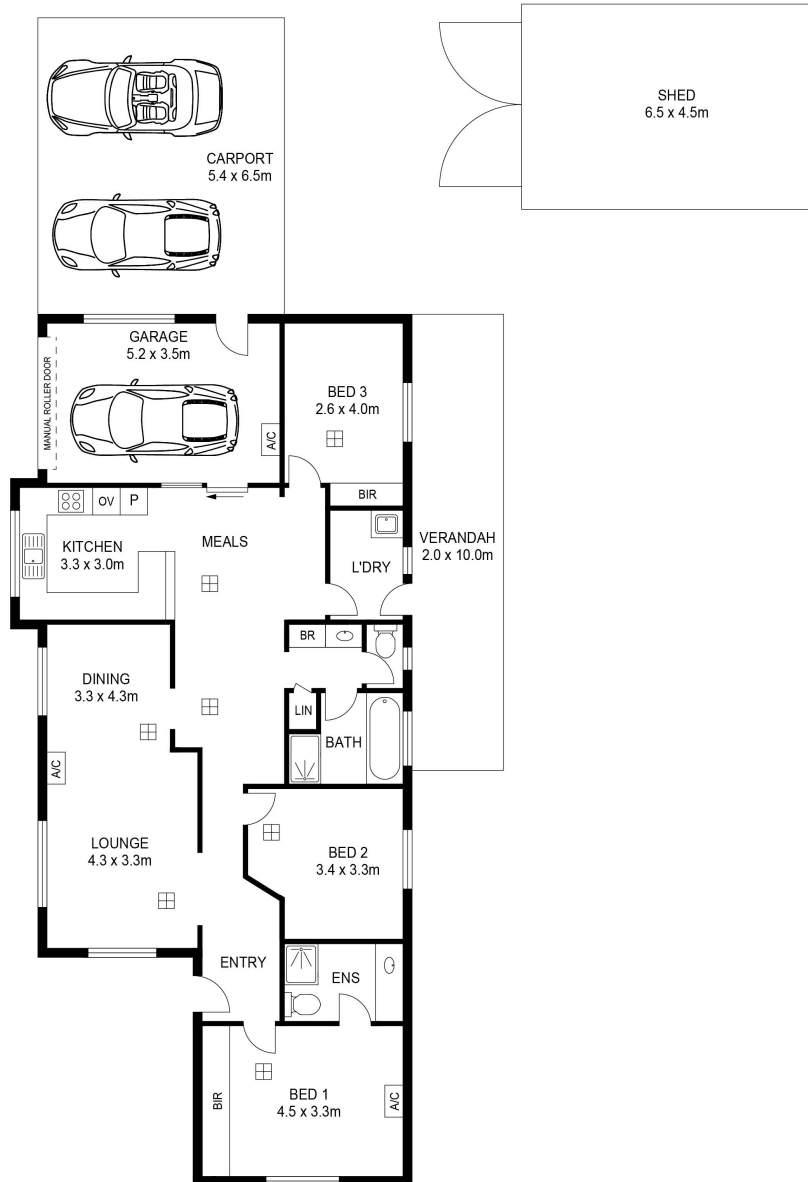 SHED
6.5 x 4.5m
CARPORT
5.4 x 6.5m
GARAGE
5.2 x 3.5m
MANUAL ROLLER DOOR
A/C
BED 3
2.6 x 4.0m
BIR
OV
P
KITCHEN
3.3 x 3.0m
MEALS
L'DRY
VERANDAH
2.0 x 10.0m
BR
DINING
3.3 x 4.3m
LIN
BATH
A/C
LOUNGE
4.3 x 3.3m
BED 2
3.4 x 3.3m
ENTRY
ENS
BIR
BED 1
4.5 x 3.3m
A/C